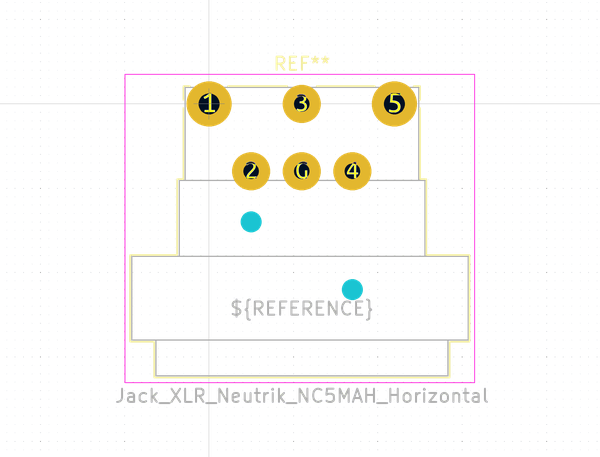 REF**
1 3 5
2 G 4
${REFERENCE}
Jack_XLR_Neutrik_NC5MAH_Horizontal